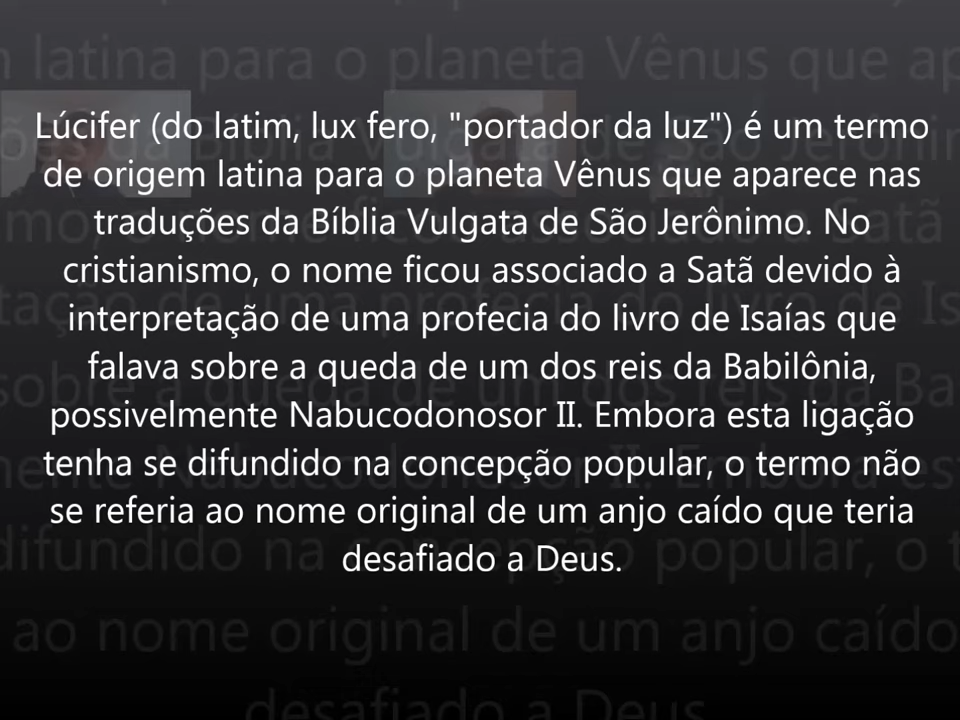 Lúcifer (do latim, lux fero, "portador da luz") é um termo
de origem latina para o planeta Vênus que aparece nas
traduções da Bíblia Vulgata de São Jerônimo. No
cristianismo, o nome ficou associado a Satã devido à
interpretação de uma profecia do livro de Isaías que
falava sobre a queda de um dos reis da Babilônia,
possivelmente Nabucodonosor II. Embora esta ligação
tenha se difundido na concepção popular, o termo não
se referia ao nome original de um anjo caído que teria
desafiado a Deus.